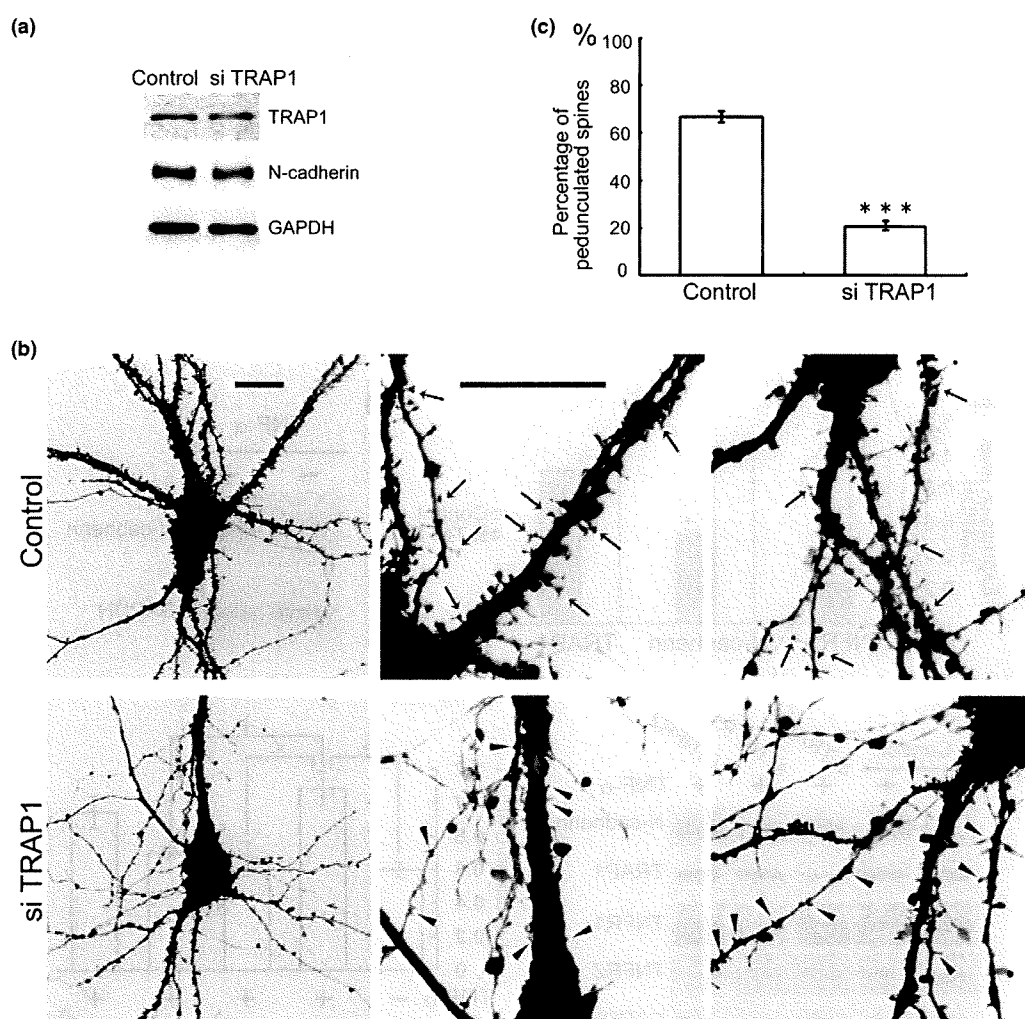 (a)
Control si TRAP1
TRAP1
N-cadherin
GAPDH
(c)
%
100
80
60
40
20
0
Percentage of
pedunculated spines
* * *
Control si TRAP1
(b)
Control
si TRAP1